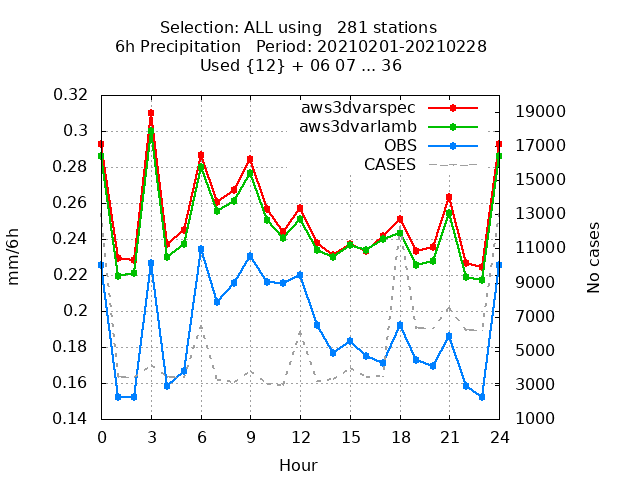 Selection: ALL using   281 stations
6h Precipitation   Period: 20210201-20210228
Used {12} + 06 07 ... 36
aws3dvarspec
aws3dvarlamb
OBS
CASES
0.32
0.3
0.28
0.26
0.24
0.22
0.2
0.18
0.16
0.14
mm/6h
19000
17000
15000
13000
11000
9000
7000
5000
3000
1000
No cases
0 3 6 9 12 15 18 21 24
Hour